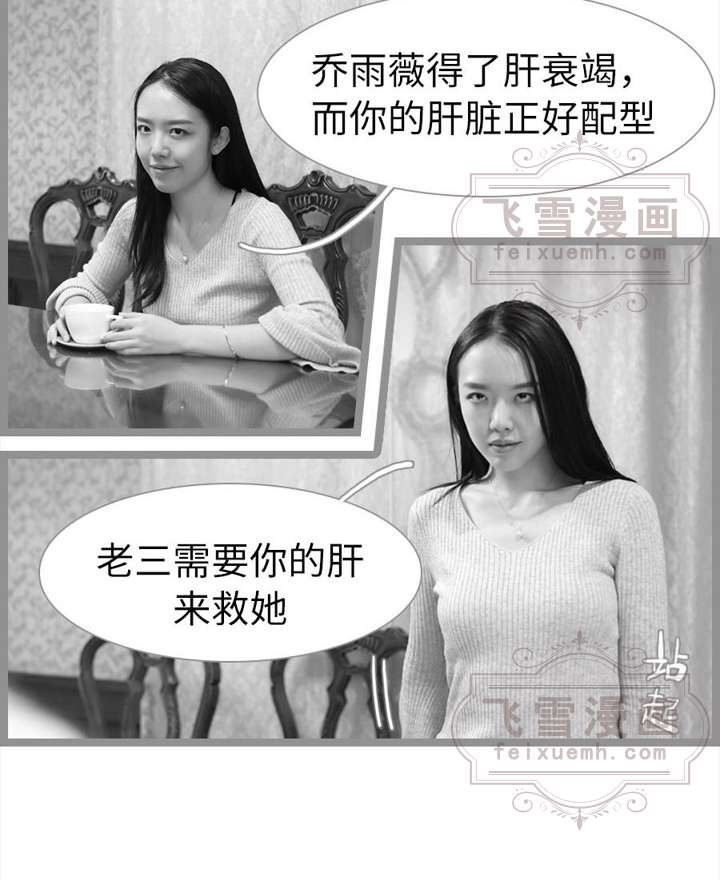 乔雨薇得了肝衰竭，
而你的肝脏正好配型
飞雪漫画
feixuemh.com
老三需要你的肝
来救她
站起
飞雪漫画
feixuemh.com